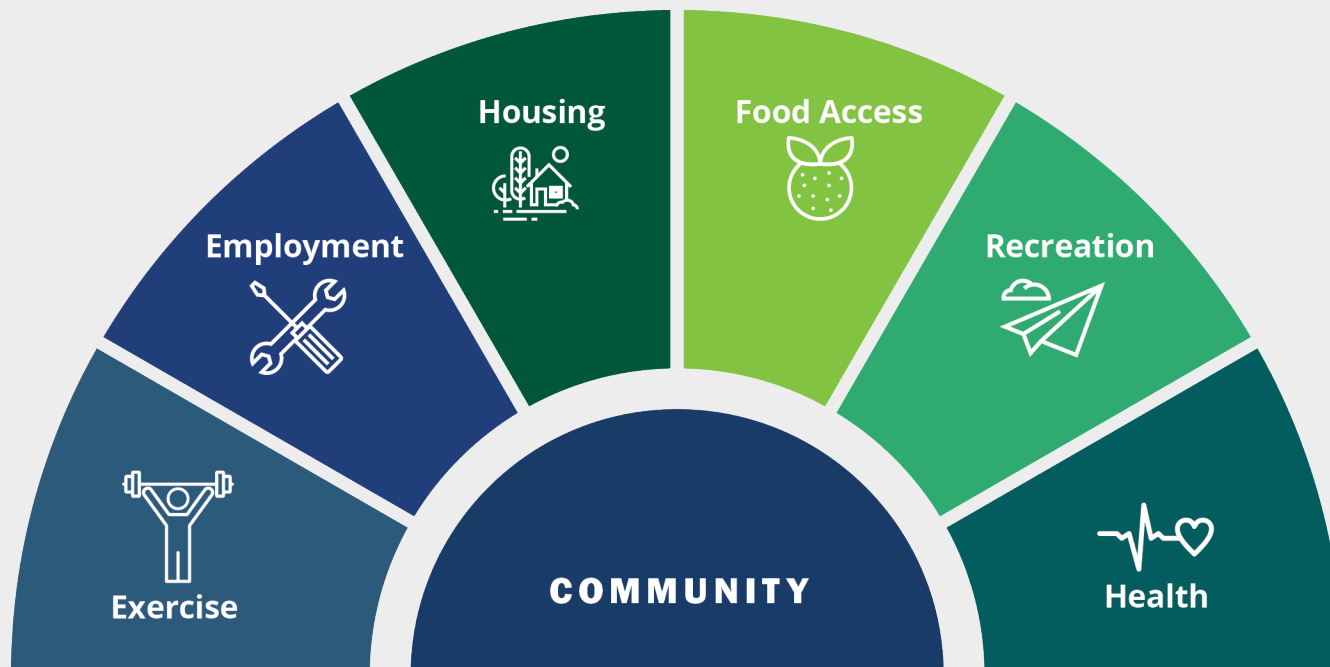 Housing
Food Access
Employment
Recreation
Exercise
Health
COMMUNITY